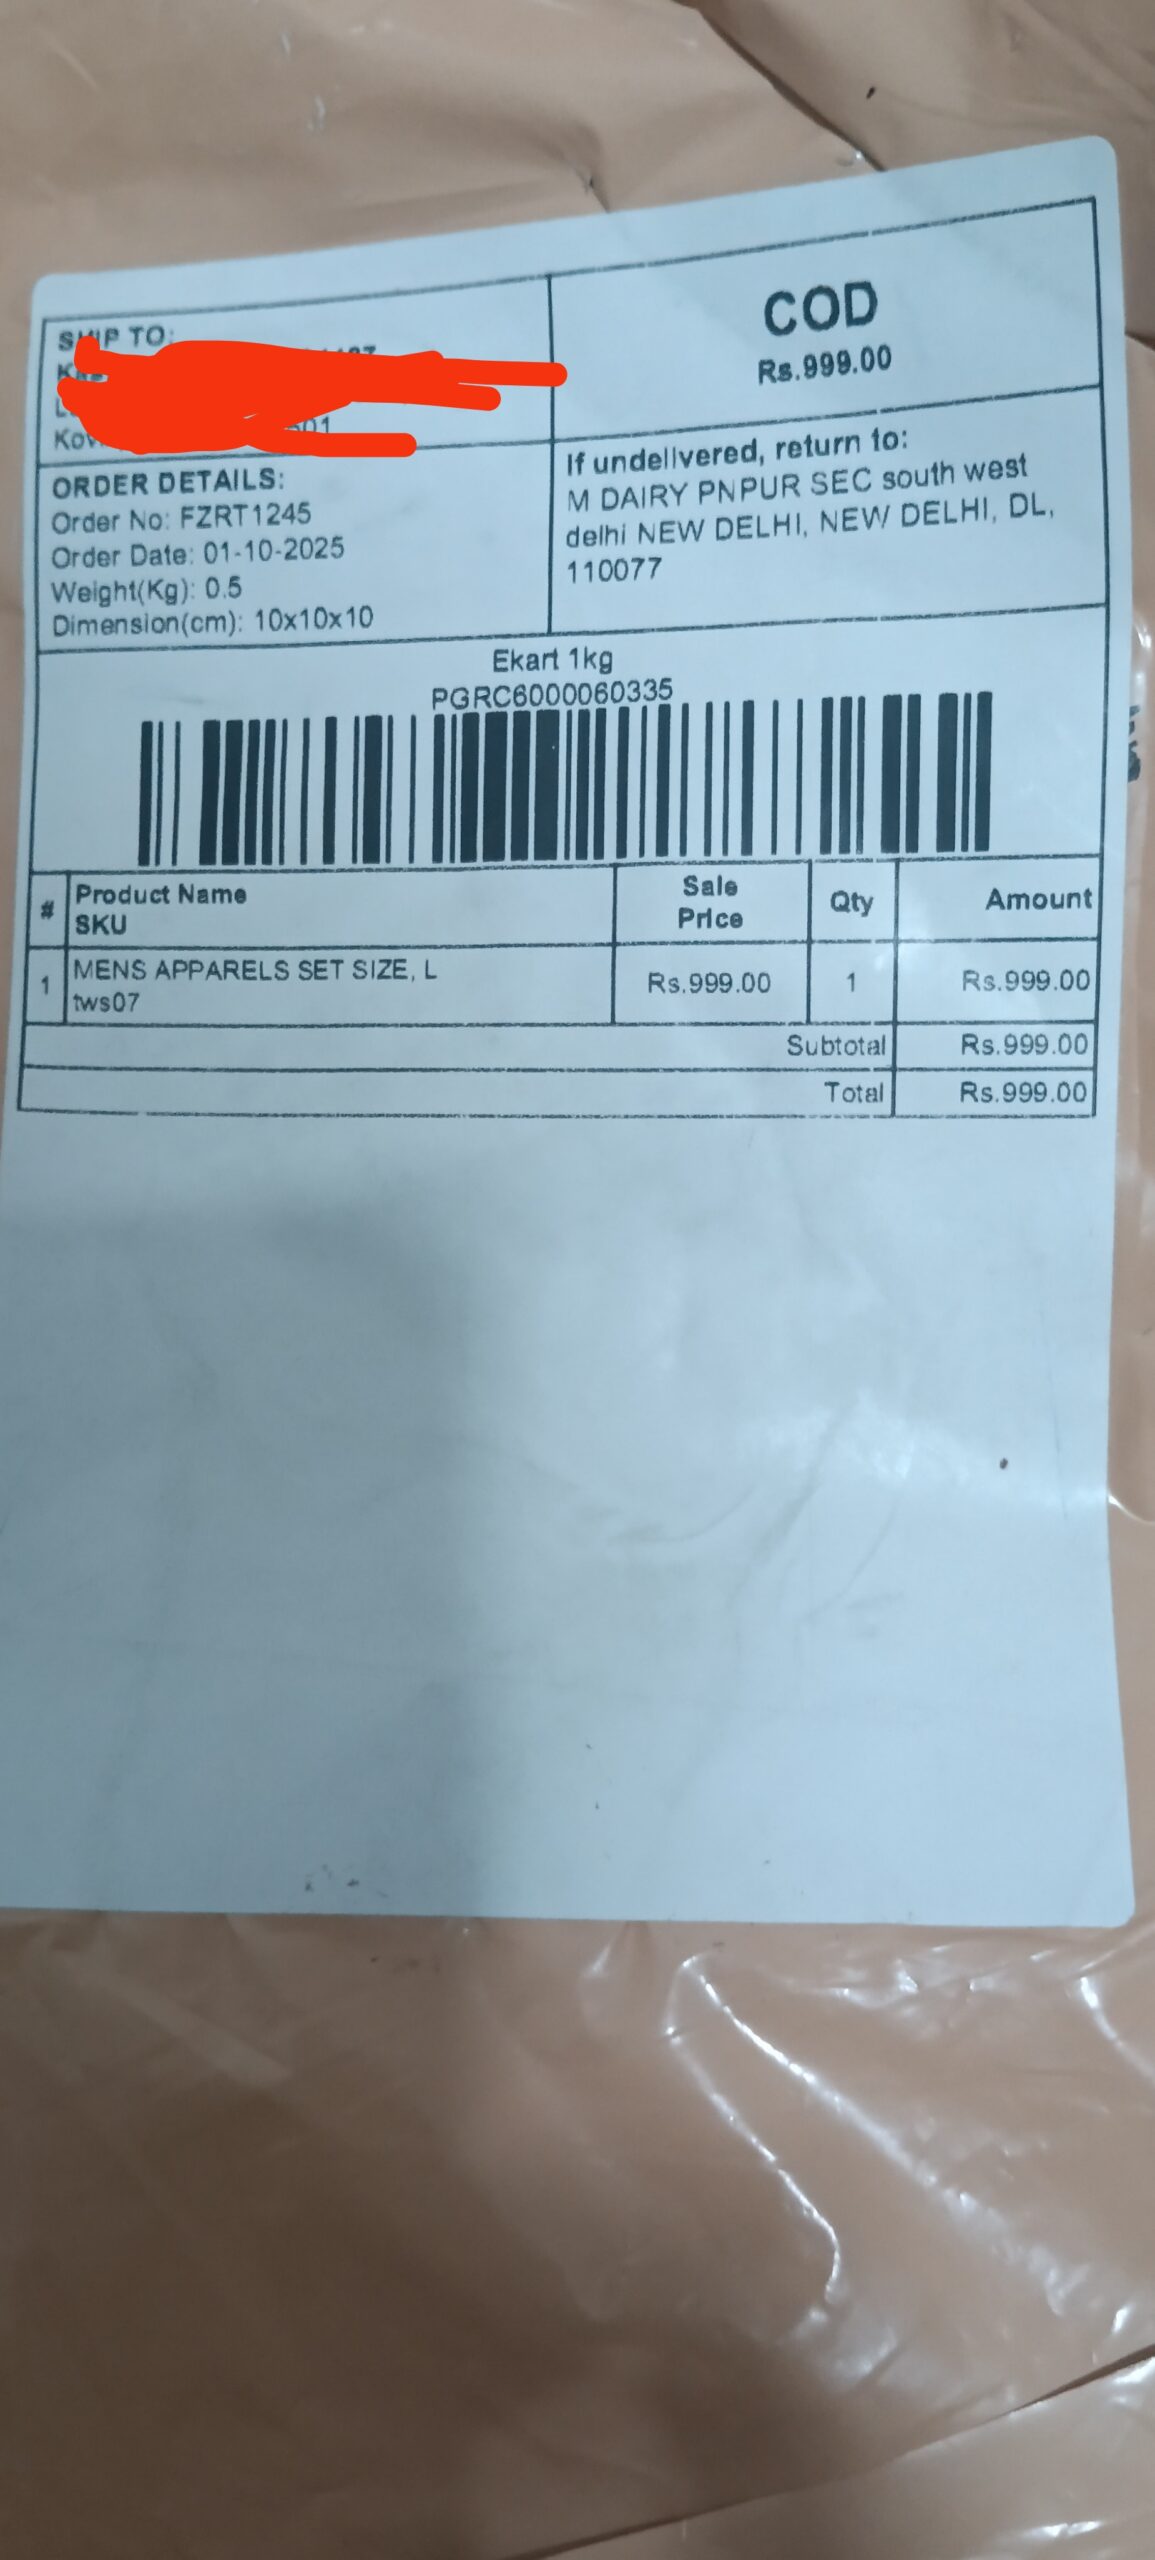 SHIP TO:
ORDER DETAILS:
Order No: FZRT1245
Order Date: 01-10-2025
Weight(Kg): 0.5
Dimension(cm): 10x10x10
COD
Rs.999.00
If undelivered, return to:
M DAIRY PNPUR SEC south west
delhi NEW DELHI, NEW DELHI, DL,
110077
Ekart 1kg
PGRC6000060335
# Product Name SKU Sale Price Qty Amount
1 MENS APPARELS SET SIZE, L Rs.999.00 1 Rs.999.00
tws07
Subtotal Rs.999.00
Total Rs.999.00